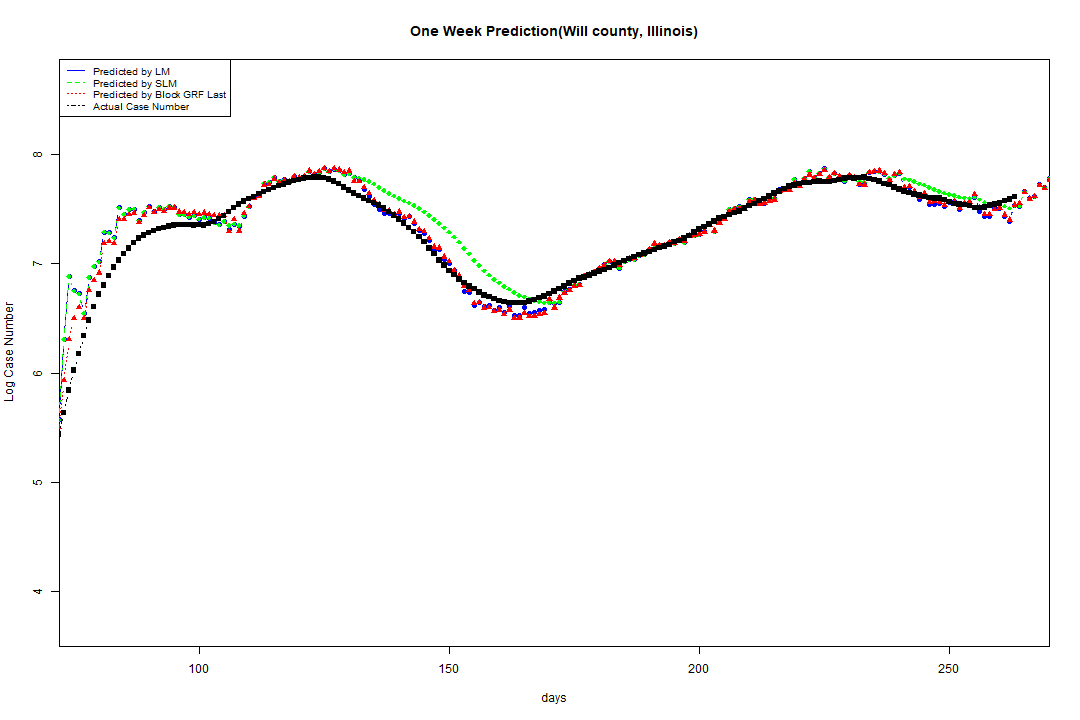 One Week Prediction(Will county, Illinois)
Predicted by LM
Predicted by SLM
Predicted by Block GRF Last
Actual Case Number
8
7
6
5
4
Log Case Number
100 150 200 250
days